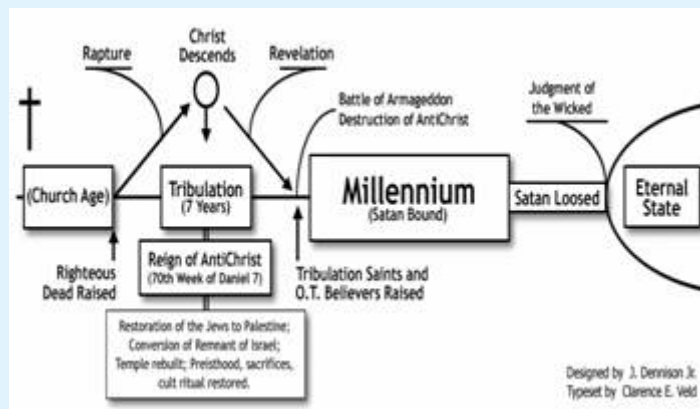 Christ
Descends
Rapture
Revelation
Battle of Armageddon
Destruction of AntiChrist
Judgment of
the Wicked
(Church Age)
Tribulation
(7 Years)
Millennium
(Satan Bound)
Satan Loosed
Eternal
State
Righteous
Dead Raised
Reign of AntiChrist
(70th Week of Daniel 7)
Tribulation Saints and
O.T. Believers Raised
Restoration of the Jews to Palestine;
Conversion of Remnant of Israel;
Temple rebuilt; Preisthood, sacrifices,
cult ritual restored.
Designed by J. Dennison Jr.
Typeset by Clarence E. Veld